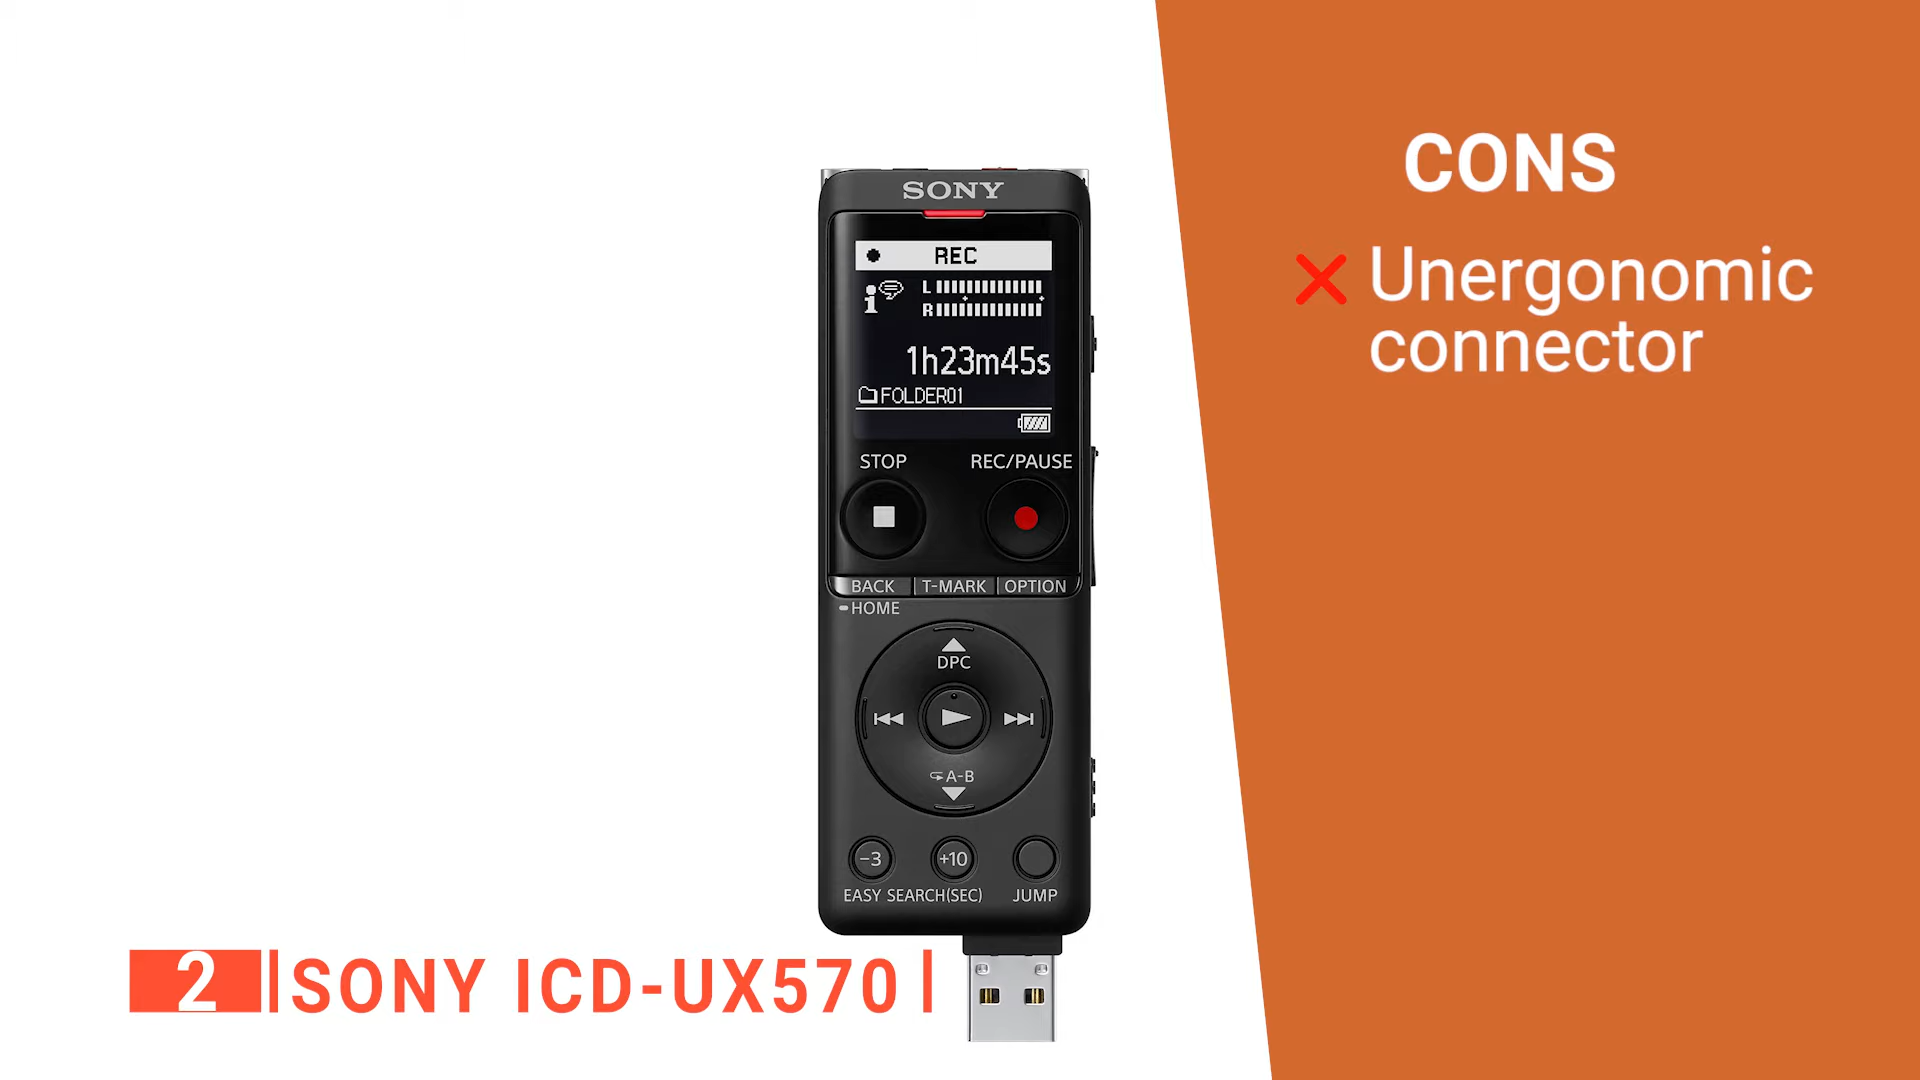 SONY
REC
L
R
1h23m45s
FOLDER01
STOP REC/PAUSE
BACK T-MARK OPTION
HOME
DPC
A-B
-3 +10
EASY SEARCH(SEC) JUMP
2 SONY ICD-UX570
CONS
Unergonomic
connector